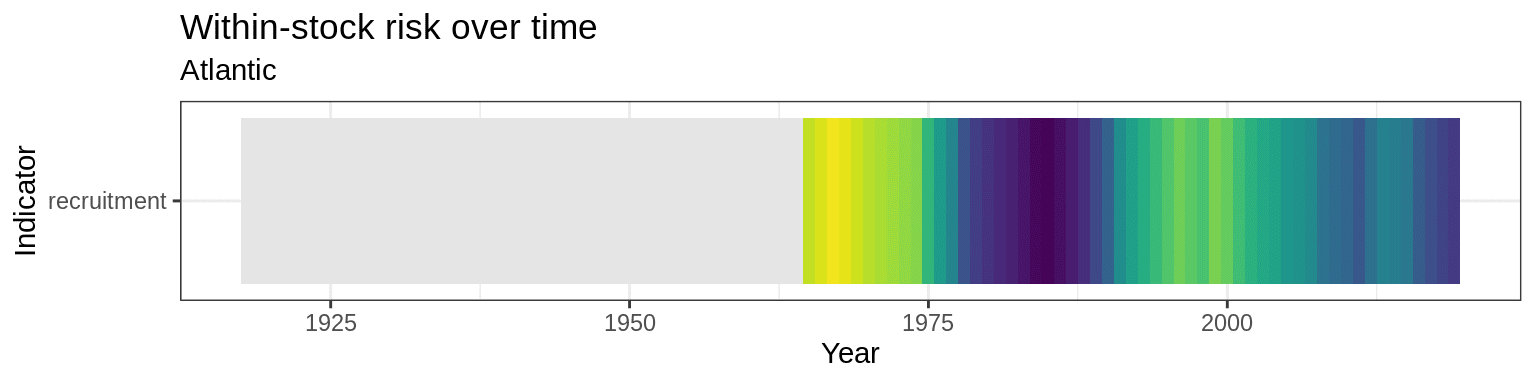 Within-stock risk over time
Atlantic
Indicator
recruitment
1925 1950 1975 2000
Year